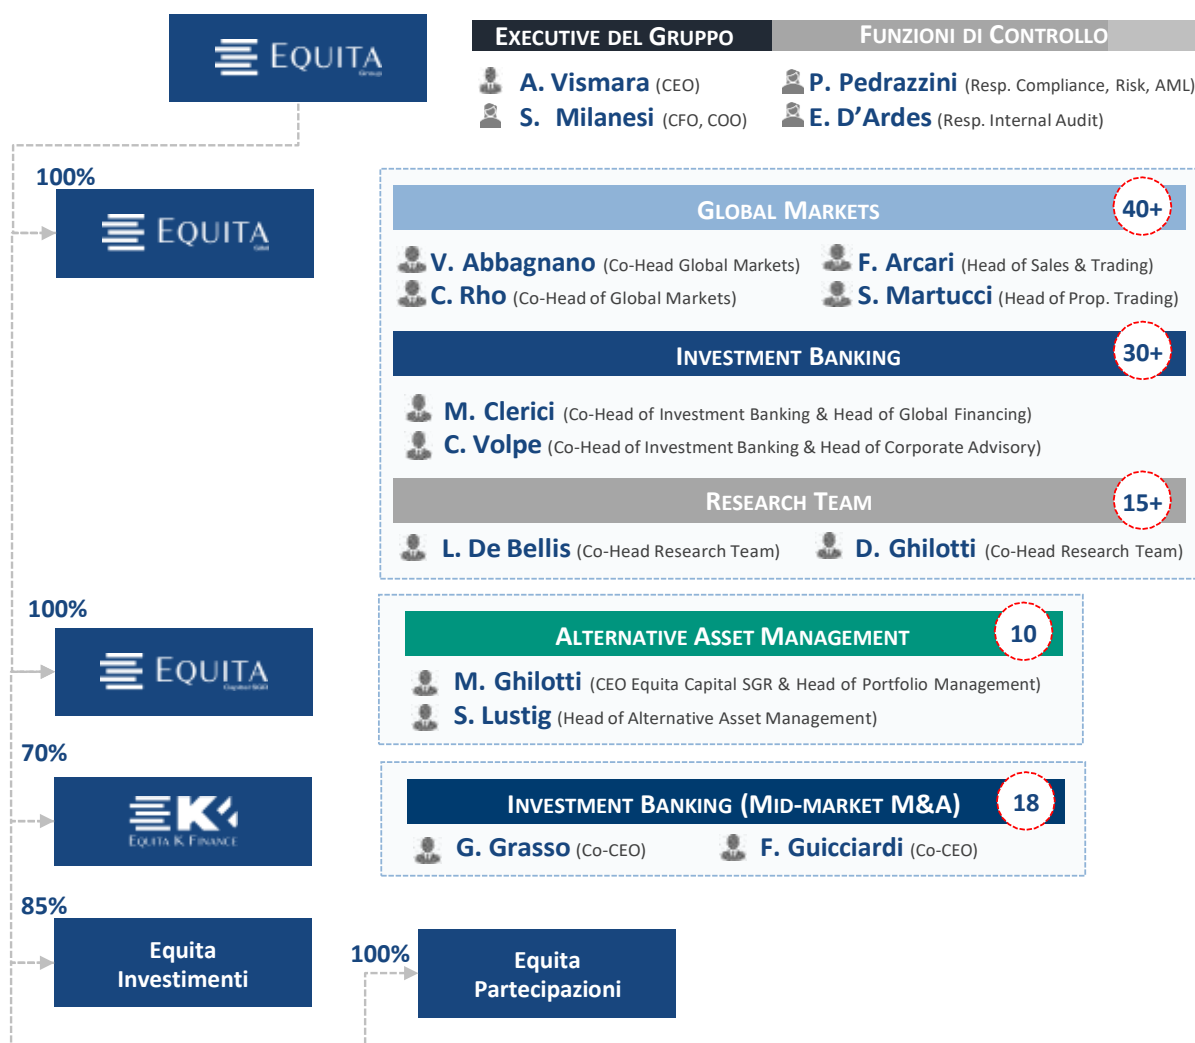 EQUITA
Group
EXECUTIVE DEL GRUPPO
FUNZIONI DI CONTROLLO
A. Vismara (CEO)
P. Pedrazzini (Resp. Compliance, Risk, AML)
S. Milanesi (CFO, COO)
E. D'Ardes (Resp. Internal Audit)
100%
EQUITA
SIM
GLOBAL MARKETS
40+
V. Abbagnano (Co-Head Global Markets)
F. Arcari (Head of Sales & Trading)
C. Rho (Co-Head of Global Markets)
S. Martucci (Head of Prop. Trading)
INVESTMENT BANKING
30+
M. Clerici (Co-Head of Investment Banking & Head of Global Financing)
C. Volpe (Co-Head of Investment Banking & Head of Corporate Advisory)
RESEARCH TEAM
15+
L. De Bellis (Co-Head Research Team)
D. Ghilotti (Co-Head Research Team)
100%
EQUITA
Capital SGR
ALTERNATIVE ASSET MANAGEMENT
10
M. Ghilotti (CEO Equita Capital SGR & Head of Portfolio Management)
S. Lustig (Head of Alternative Asset Management)
70%
K
EQUITA K FINANCE
INVESTMENT BANKING (MID-MARKET M&A)
18
G. Grasso (Co-CEO)
F. Guicciardi (Co-CEO)
85%
Equita
Investimenti
100%
Equita
Partecipazioni